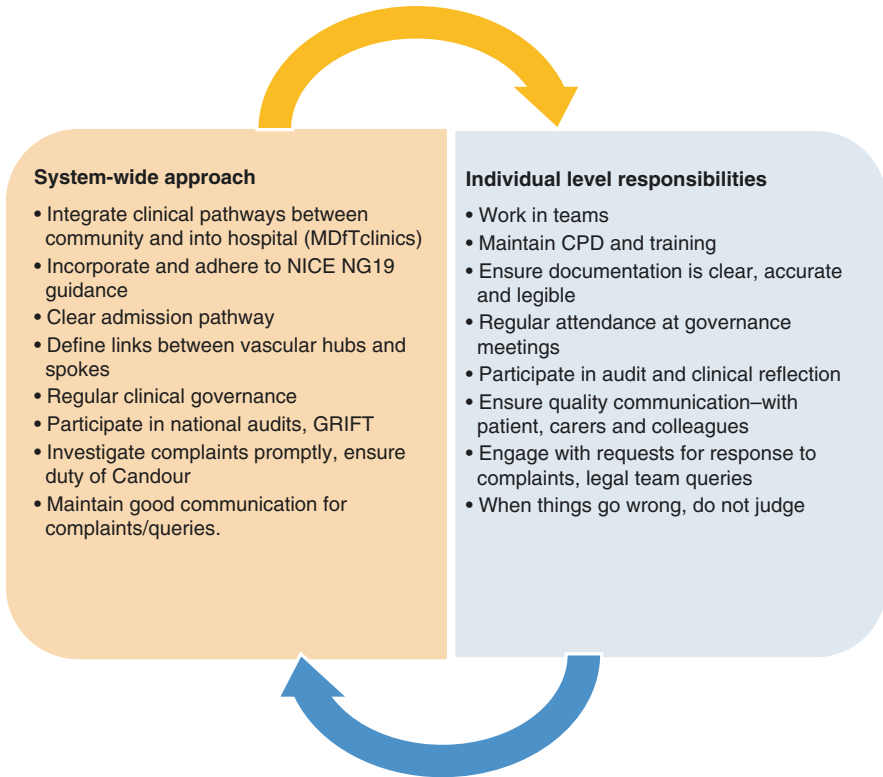 System-wide approach
• Integrate clinical pathways between
community and into hospital (MDfTclinics)
• Incorporate and adhere to NICE NG19
guidance
• Clear admission pathway
• Define links between vascular hubs and
spokes
• Regular clinical governance
• Participate in national audits, GRIFT
• Investigate complaints promptly, ensure
duty of Candour
• Maintain good communication for
complaints/queries.
Individual level responsibilities
• Work in teams
• Maintain CPD and training
• Ensure documentation is clear, accurate
and legible
• Regular attendance at governance
meetings
• Participate in audit and clinical reflection
• Ensure quality communication–with
patient, carers and colleagues
• Engage with requests for response to
complaints, legal team queries
• When things go wrong, do not judge